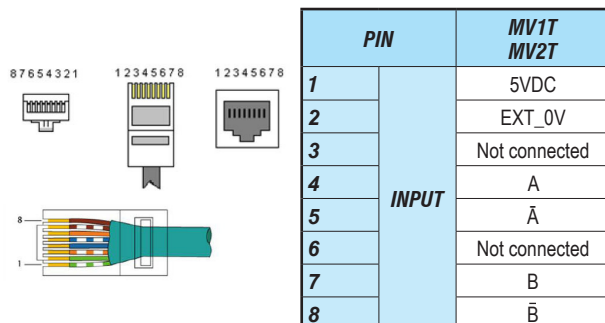 87654321
12345678
12345678
8
1
PIN MV1T
MV2T
1 5VDC
2 EXT_0V
3 Not connected
4 A
INPUT
5 Ā
6 Not connected
7 B
8 B̄